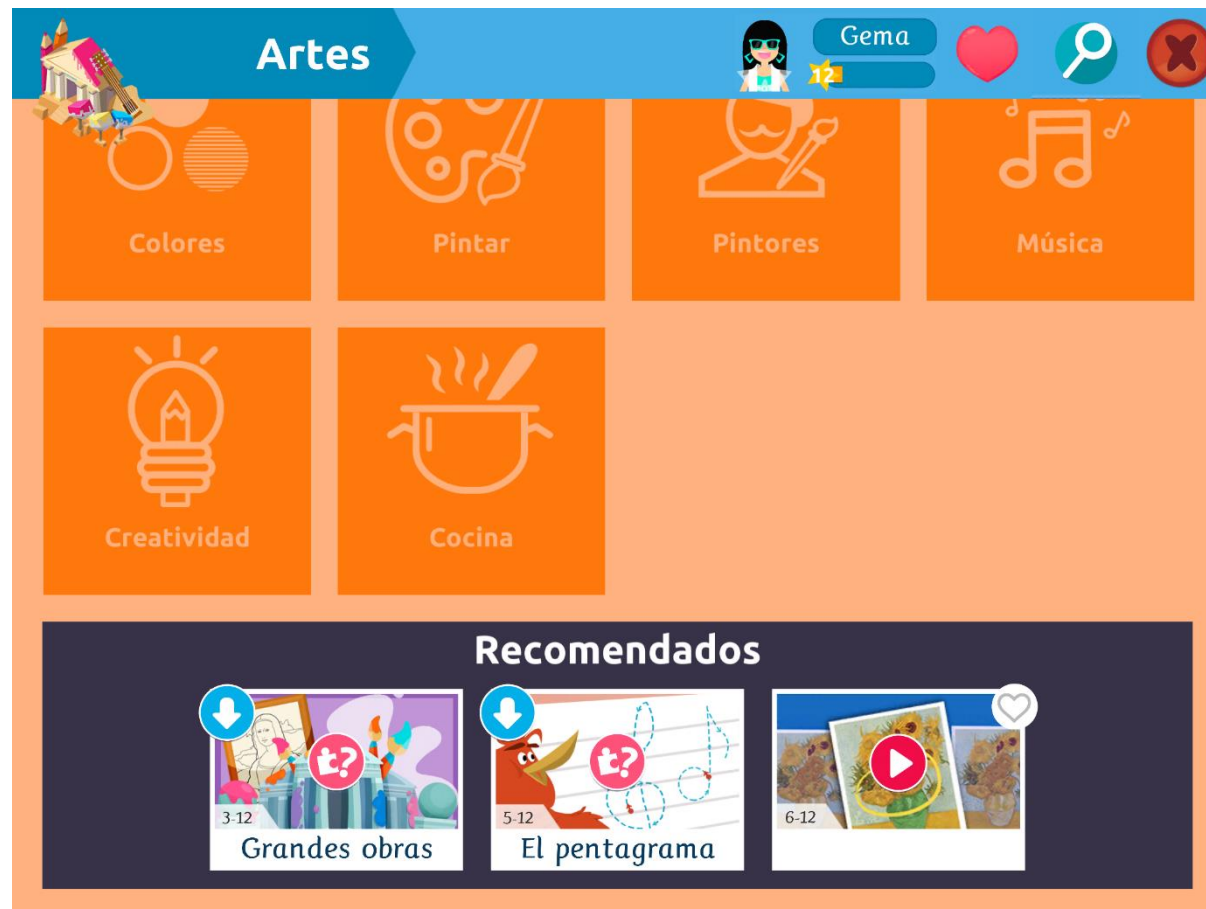 Artes
Gema
12
Colores
Pintar
Pintores
Música
Creatividad
Cocina
Recomendados
3-12
Grandes obras
5-12
El pentagrama
6-12